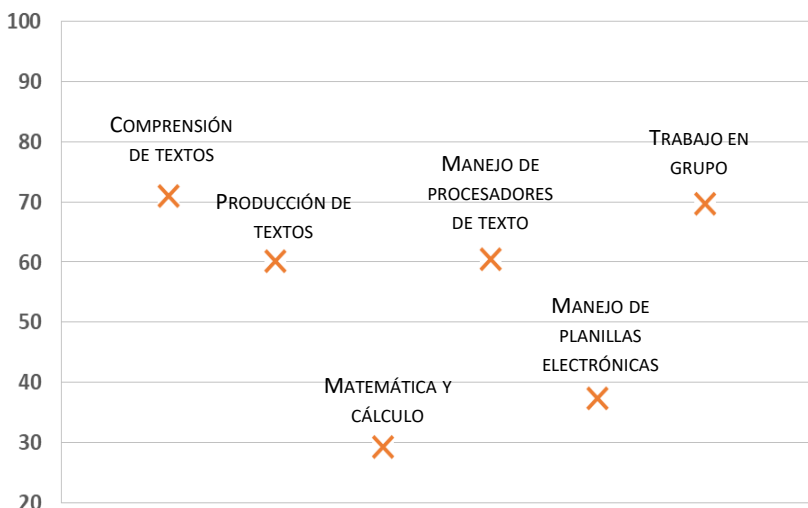 100
90
80
70
60
50
40
30
20
COMPRENSIÓN
DE TEXTOS
PRODUCCIÓN DE
TEXTOS
MATEMÁTICA Y
CÁLCULO
MANEJO DE
PROCESADORES
DE TEXTO
MANEJO DE
PLANILLAS
ELECTRÓNICAS
TRABAJO EN
GRUPO